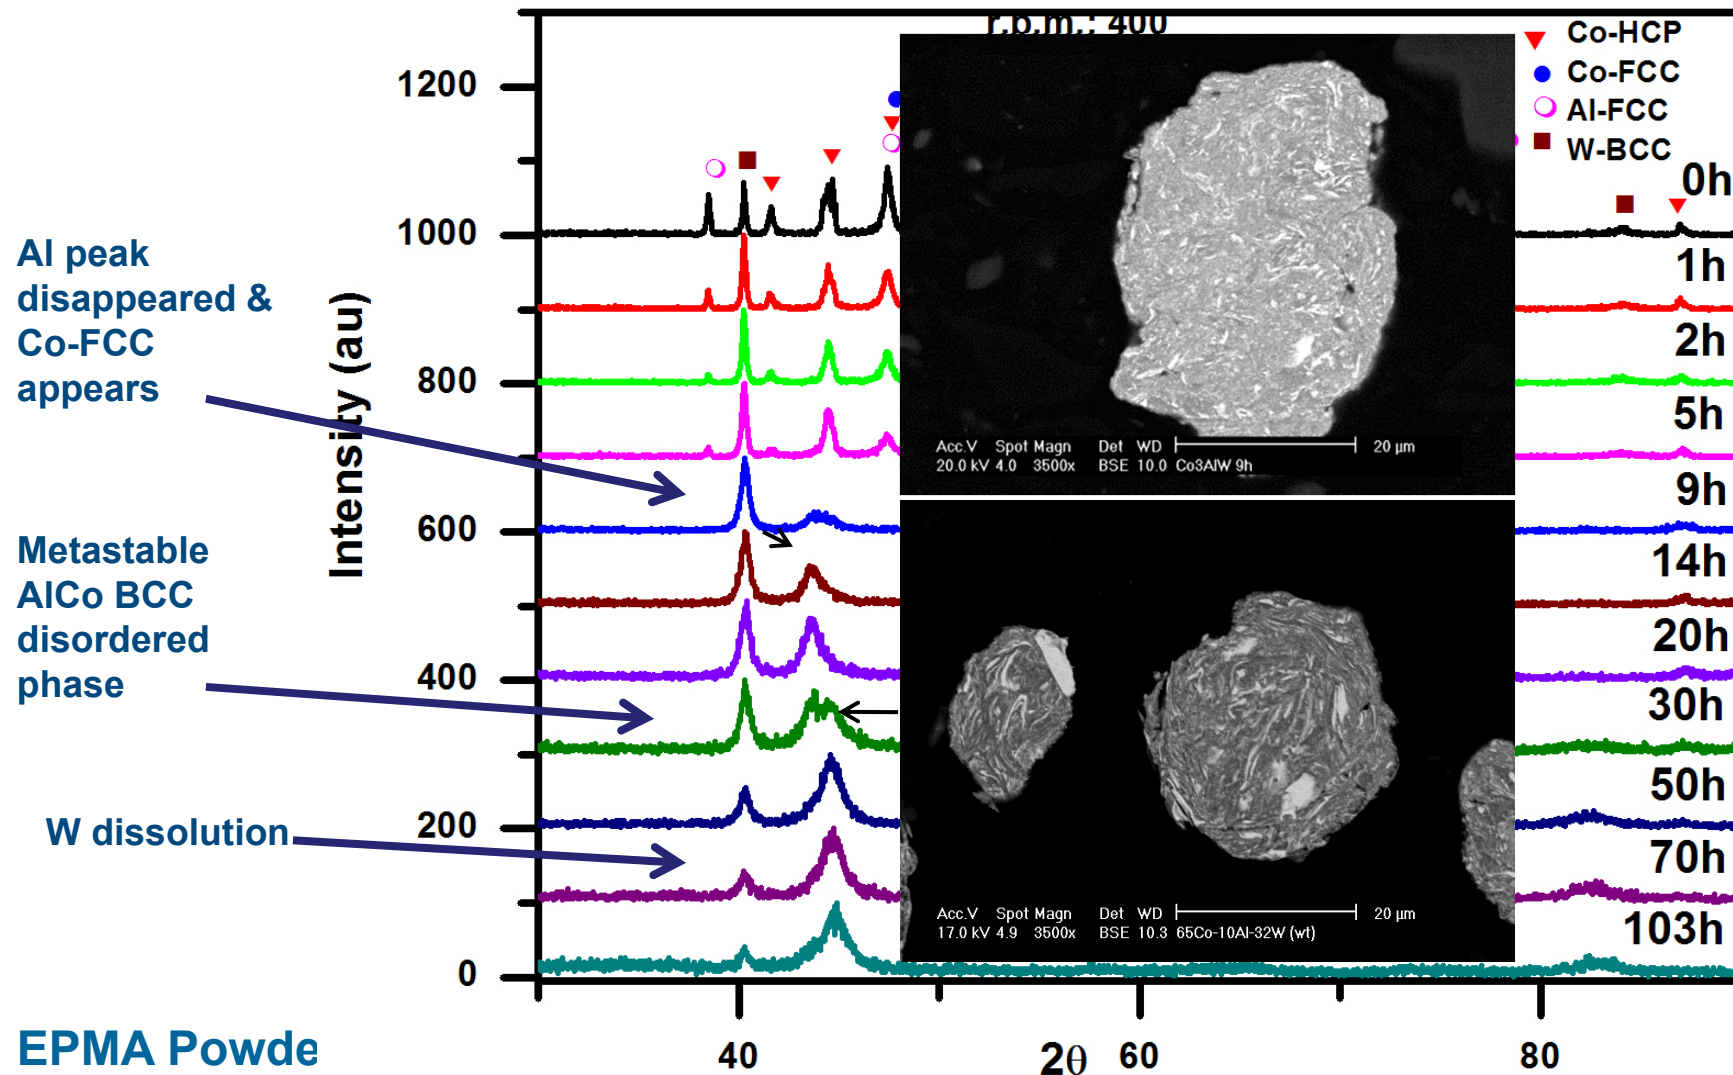 r.p.m.: 400
Co-HCP
Co-FCC
Al-FCC
W-BCC
1200
1000
800
600
400
200
0
Intensity (au)
0h
1h
2h
5h
9h
14h
20h
30h
50h
70h
103h
Al peak
disappeared &
Co-FCC
appears
Metastable
AlCo BCC
disordered
phase
W dissolution
Acc.V Spot Magn Det WD 20 µm
20.0 kV 4.0 3500x BSE 10.0 Co3AlW 9h
Acc.V Spot Magn Det WD 20 µm
17.0 kV 4.9 3500x BSE 10.3 65Co-10Al-32W (wt)
40
2θ
60
80
EPMA Powde